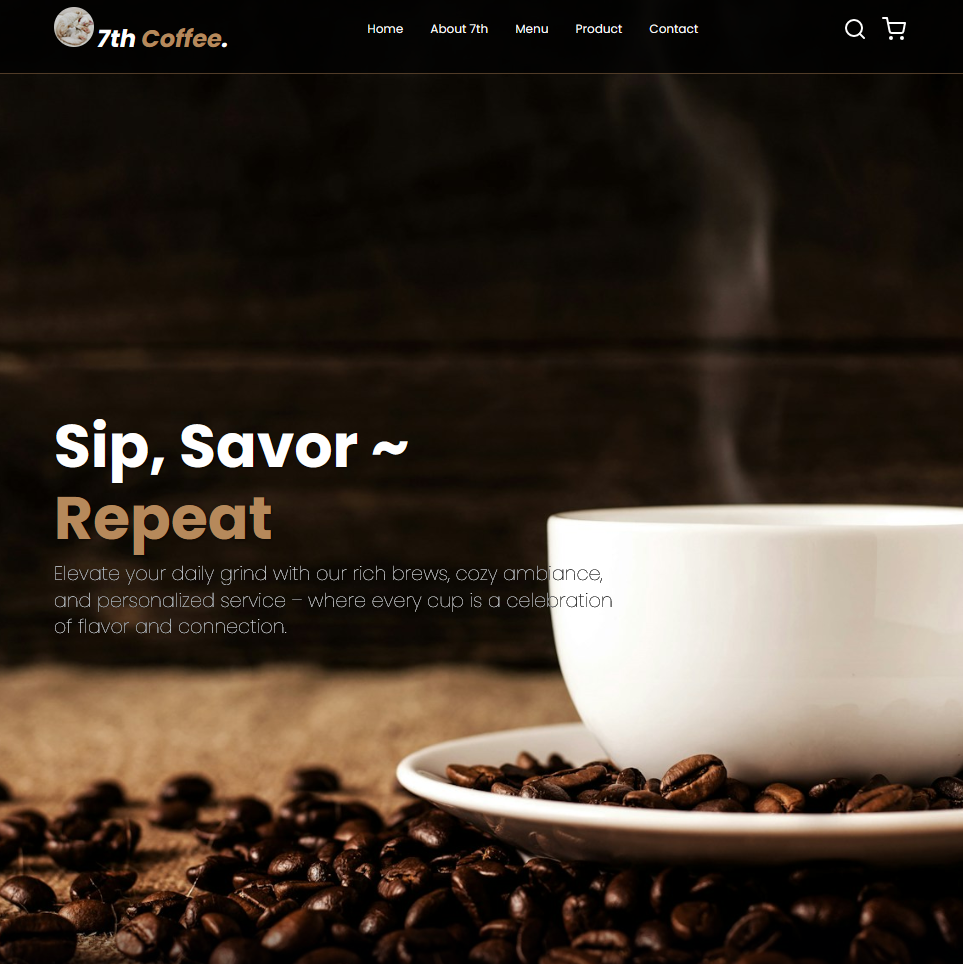 7th Coffee.
Home About 7th Menu Product Contact
Sip, Savor ~
Repeat
Elevate your daily grind with our rich brews, cozy ambiance,
and personalized service – where every cup is a celebration
of flavor and connection.